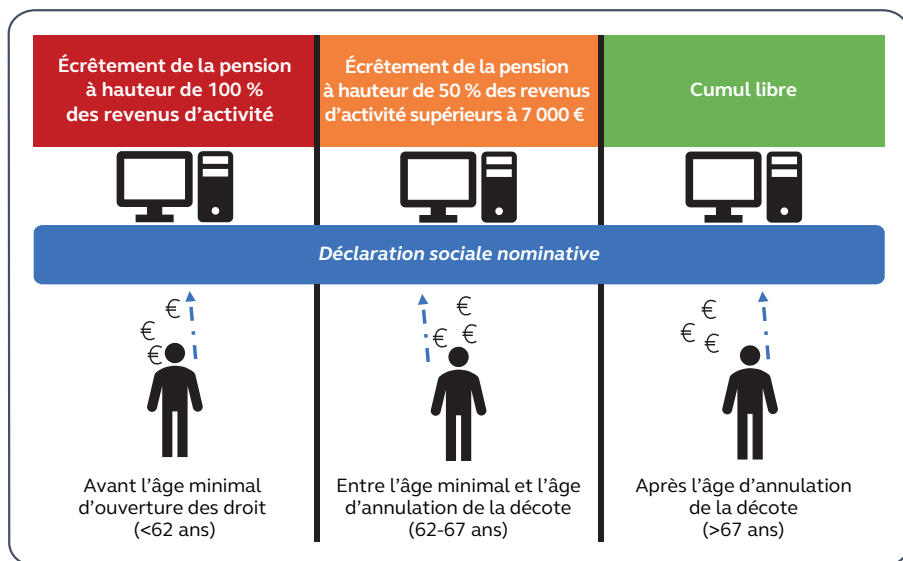 Écrêtement de la pension
à hauteur de 100 %
des revenus d'activité
Écrêtement de la pension
à hauteur de 50 % des revenus
d'activité supérieurs à 7 000 €
Cumul libre
Déclaration sociale nominative
€
€
€
€
€
€
€
€
€
Avant l'âge minimal
d'ouverture des droit
(<62 ans)
Entre l'âge minimal et l'âge
d'annulation de la décote
(62-67 ans)
Après l'âge d'annulation
de la décote
(>67 ans)